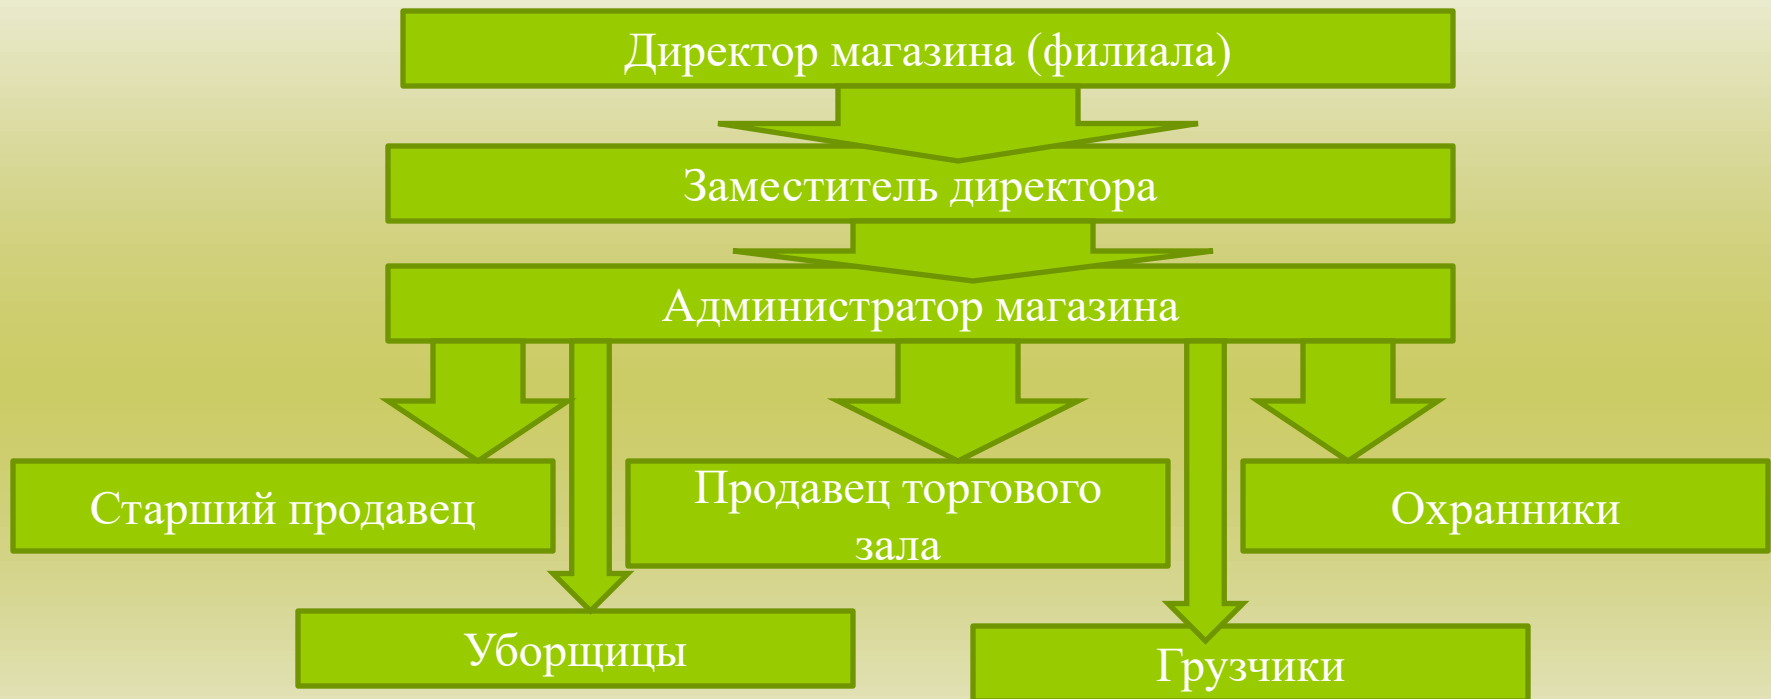 Директор магазина (филиала)
Заместитель директора
Администратор магазина
Старший продавец
Продавец торгового
зала
Охранники
Уборщицы
Грузчики